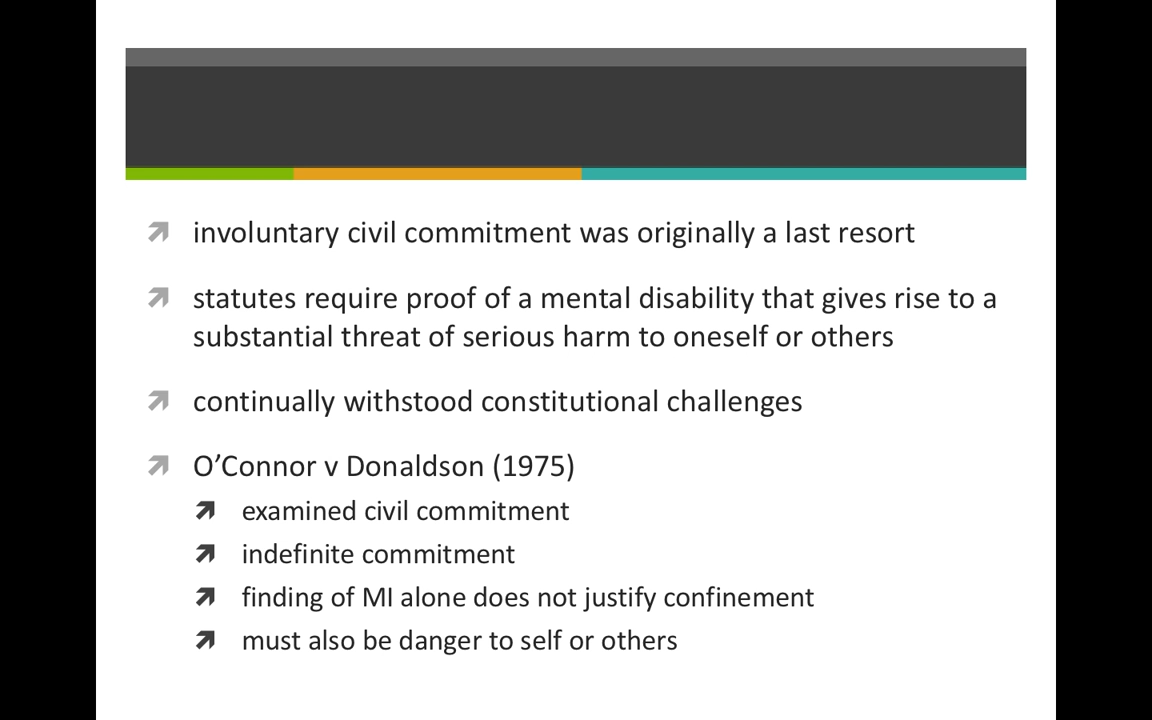 involuntary civil commitment was originally a last resort
statutes require proof of a mental disability that gives rise to a
substantial threat of serious harm to oneself or others
continually withstood constitutional challenges
O’Connor v Donaldson (1975)
examined civil commitment
indefinite commitment
finding of MI alone does not justify confinement
must also be danger to self or others